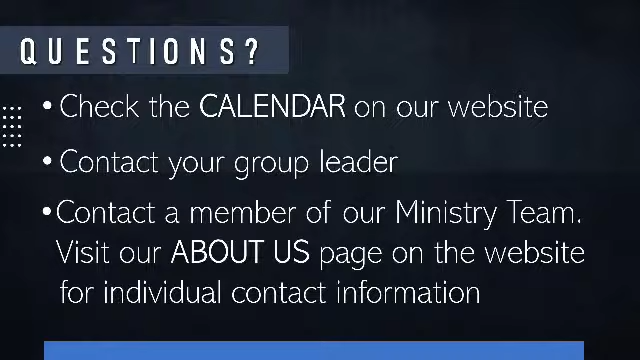 QUESTIONS?
• Check the CALENDAR on our website
• Contact your group leader
• Contact a member of our Ministry Team.
Visit our ABOUT US page on the website
for individual contact information